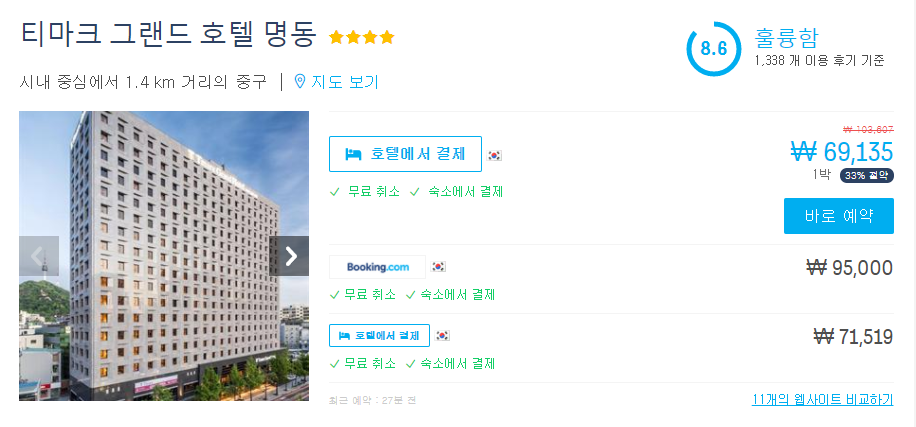 티마크 그랜드 호텔 명동
8.6
훌륭함
1,338 개 이용 후기 기준
시내 중심에서 1.4 km 거리의 중구 | 지도 보기
호텔에서 결제
₩ 103,607
₩ 69,135
1박 33% 절약
무료 취소 숙소에서 결제
바로 예약
Booking.com
₩ 95,000
무료 취소 숙소에서 결제
호텔에서 결제
₩ 71,519
무료 취소 숙소에서 결제
최근 예약 : 27분 전
11개의 웹사이트 비교하기